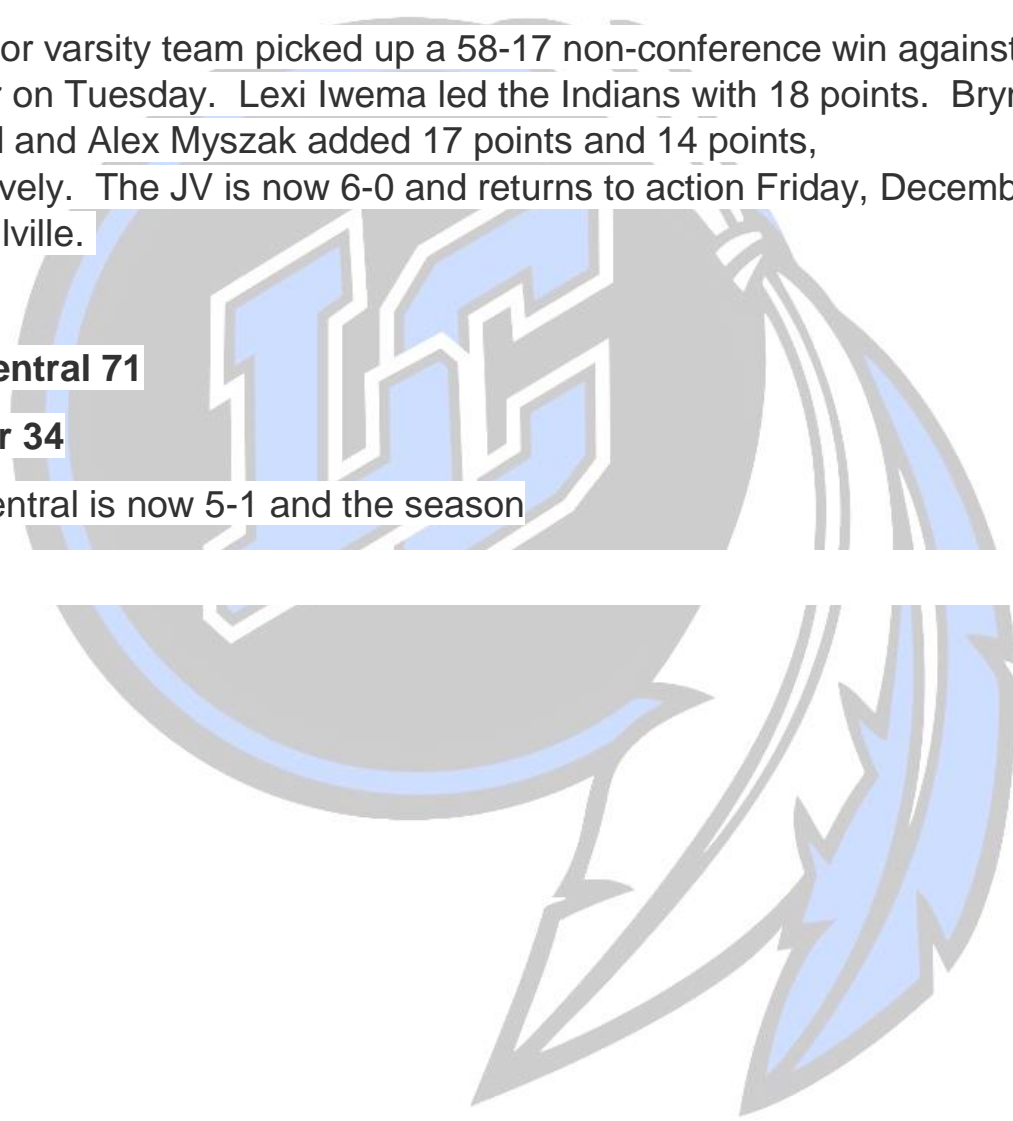 or varsity team picked up a 58-17 non-conference win against
r on Tuesday.  Lexi Iwema led the Indians with 18 points.  Bryn
l and Alex Myszak added 17 points and 14 points,
vely.  The JV is now 6-0 and returns to action Friday, Decemb
lville.
LC
entral 71
r 34
entral is now 5-1 and the season